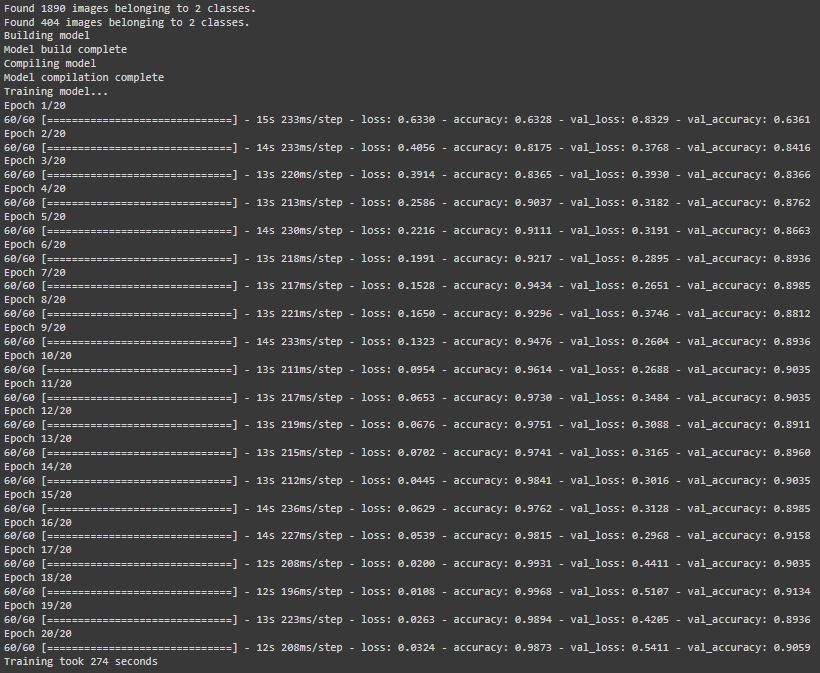 Found 1890 images belonging to 2 classes.
Found 404 images belonging to 2 classes.
Building model
Model build complete
Compiling model
Model compilation complete
Training model...
Epoch 1/20
60/60 [==============================] - 15s 233ms/step - loss: 0.6330 - accuracy: 0.6328 - val_loss: 0.8329 - val_accuracy: 0.6361
Epoch 2/20
60/60 [==============================] - 14s 233ms/step - loss: 0.4056 - accuracy: 0.8175 - val_loss: 0.3768 - val_accuracy: 0.8416
Epoch 3/20
60/60 [==============================] - 13s 220ms/step - loss: 0.3914 - accuracy: 0.8365 - val_loss: 0.3930 - val_accuracy: 0.8366
Epoch 4/20
60/60 [==============================] - 13s 213ms/step - loss: 0.2586 - accuracy: 0.9037 - val_loss: 0.3182 - val_accuracy: 0.8762
Epoch 5/20
60/60 [==============================] - 14s 230ms/step - loss: 0.2216 - accuracy: 0.9111 - val_loss: 0.3191 - val_accuracy: 0.8663
Epoch 6/20
60/60 [==============================] - 13s 218ms/step - loss: 0.1991 - accuracy: 0.9217 - val_loss: 0.2895 - val_accuracy: 0.8936
Epoch 7/20
60/60 [==============================] - 13s 217ms/step - loss: 0.1528 - accuracy: 0.9434 - val_loss: 0.2651 - val_accuracy: 0.8985
Epoch 8/20
60/60 [==============================] - 13s 221ms/step - loss: 0.1650 - accuracy: 0.9296 - val_loss: 0.3746 - val_accuracy: 0.8812
Epoch 9/20
60/60 [==============================] - 14s 233ms/step - loss: 0.1323 - accuracy: 0.9476 - val_loss: 0.2604 - val_accuracy: 0.8936
Epoch 10/20
60/60 [==============================] - 13s 211ms/step - loss: 0.0954 - accuracy: 0.9614 - val_loss: 0.2688 - val_accuracy: 0.9035
Epoch 11/20
60/60 [==============================] - 13s 217ms/step - loss: 0.0653 - accuracy: 0.9730 - val_loss: 0.3484 - val_accuracy: 0.9035
Epoch 12/20
60/60 [==============================] - 13s 219ms/step - loss: 0.0676 - accuracy: 0.9751 - val_loss: 0.3088 - val_accuracy: 0.8911
Epoch 13/20
60/60 [==============================] - 13s 215ms/step - loss: 0.0702 - accuracy: 0.9741 - val_loss: 0.3165 - val_accuracy: 0.8960
Epoch 14/20
60/60 [==============================] - 13s 212ms/step - loss: 0.0445 - accuracy: 0.9841 - val_loss: 0.3016 - val_accuracy: 0.9035
Epoch 15/20
60/60 [==============================] - 14s 236ms/step - loss: 0.0629 - accuracy: 0.9762 - val_loss: 0.3128 - val_accuracy: 0.8985
Epoch 16/20
60/60 [==============================] - 14s 227ms/step - loss: 0.0539 - accuracy: 0.9815 - val_loss: 0.2968 - val_accuracy: 0.9158
Epoch 17/20
60/60 [==============================] - 12s 208ms/step - loss: 0.0200 - accuracy: 0.9931 - val_loss: 0.4411 - val_accuracy: 0.9035
Epoch 18/20
60/60 [==============================] - 12s 196ms/step - loss: 0.0108 - accuracy: 0.9968 - val_loss: 0.5107 - val_accuracy: 0.9134
Epoch 19/20
60/60 [==============================] - 13s 223ms/step - loss: 0.0263 - accuracy: 0.9894 - val_loss: 0.4205 - val_accuracy: 0.8936
Epoch 20/20
60/60 [==============================] - 12s 208ms/step - loss: 0.0324 - accuracy: 0.9873 - val_loss: 0.5411 - val_accuracy: 0.9059
Training took 274 seconds